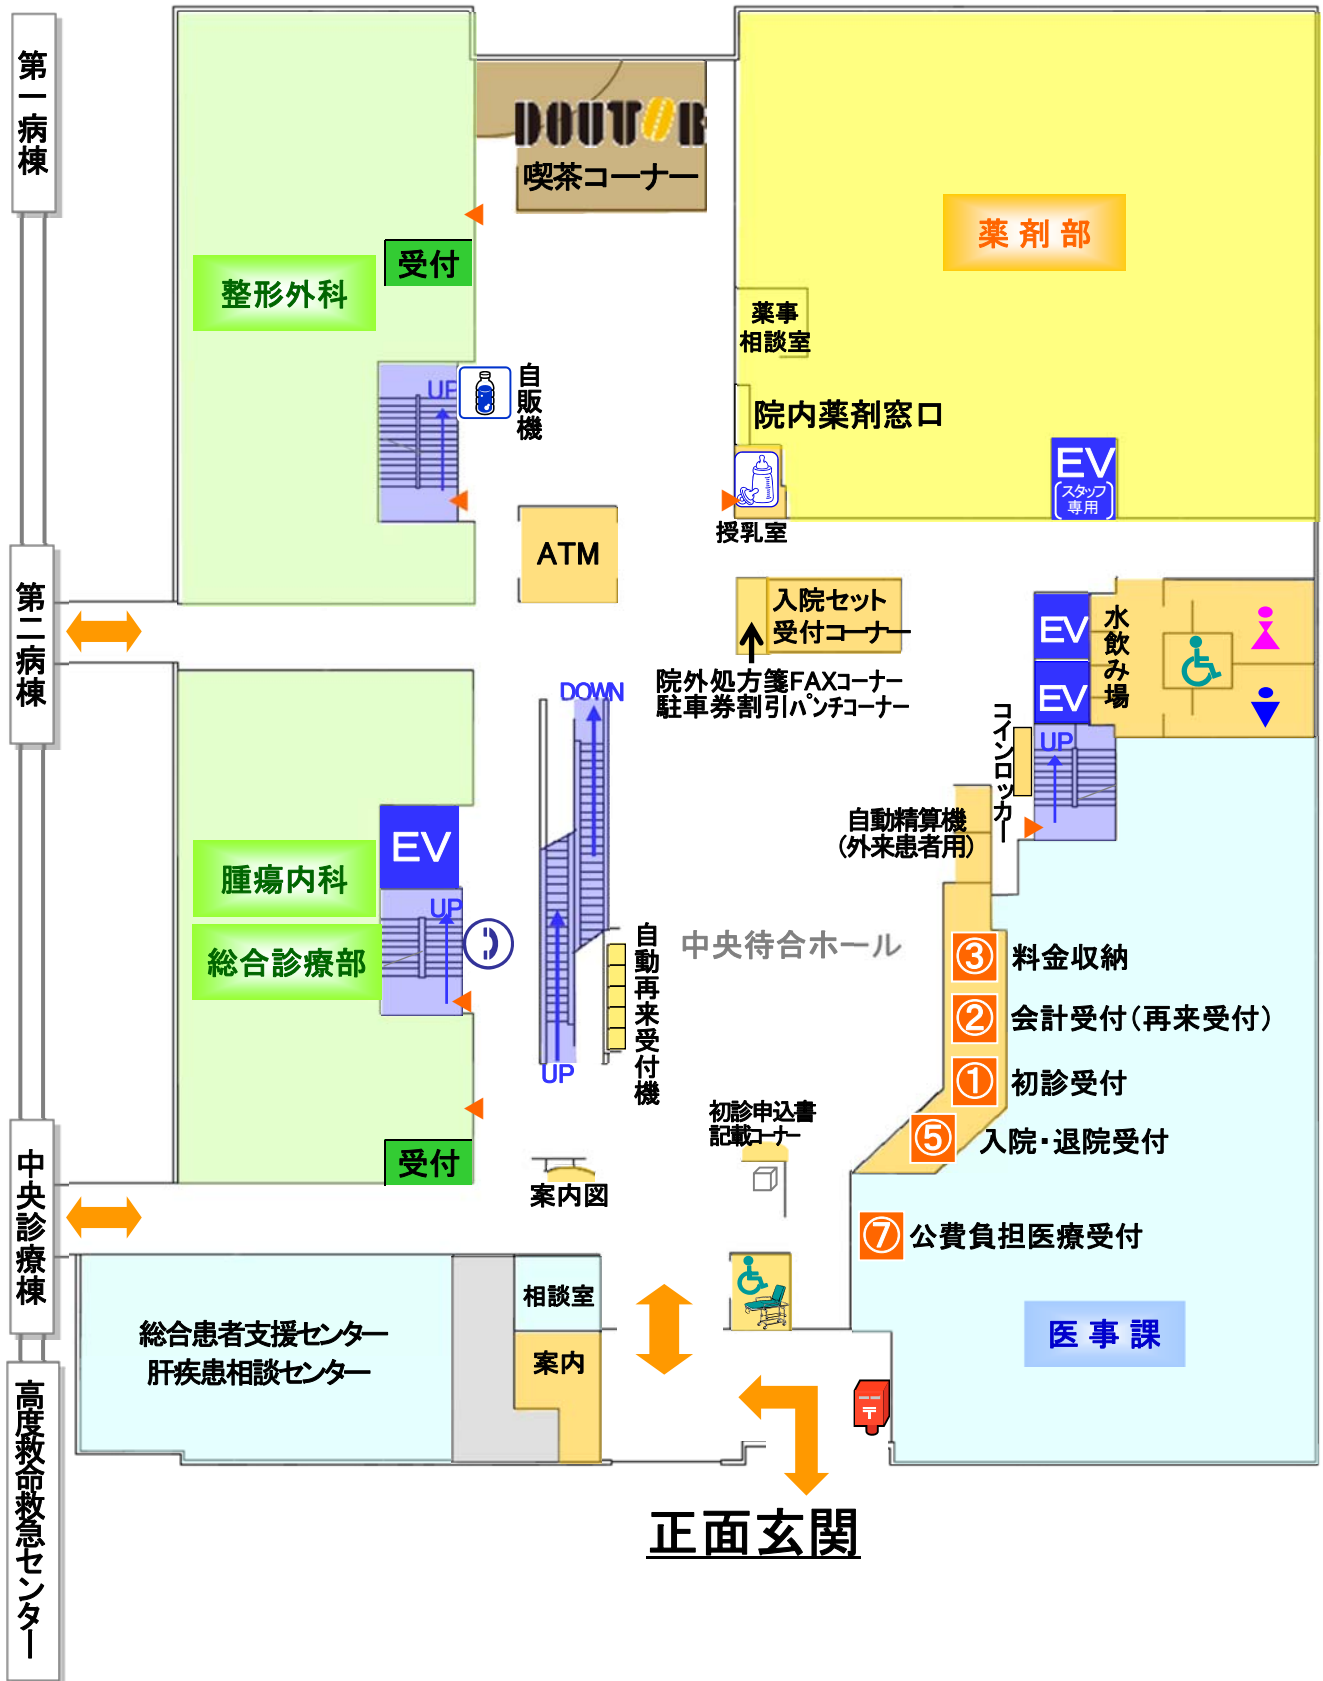 第一病棟
第二病棟
中央診療棟
高度救命救急センター
DOUTOR
喫茶コーナー
受付
整形外科
薬剤部
薬事
相談室
UP
自販機
院内薬剤窓口
EV
スタッフ
専用
授乳室
ATM
入院セット
受付コーナー
院外処方箋FAXコーナー
駐車券割引パンチコーナー
EV
EV
水飲み場
コインロッカー
UP
DOWN
UP
自動精算機
(外来患者用)
EV
UP
腫瘍内科
総合診療部
自動再来受付機
中央待合ホール
③ 料金収納
② 会計受付(再来受付)
① 初診受付
⑤ 入院・退院受付
⑦ 公費負担医療受付
初診申込書
記載コーナー
受付
案内図
相談室
案内
総合患者支援センター
肝疾患相談センター
医事課
〒
正面玄関